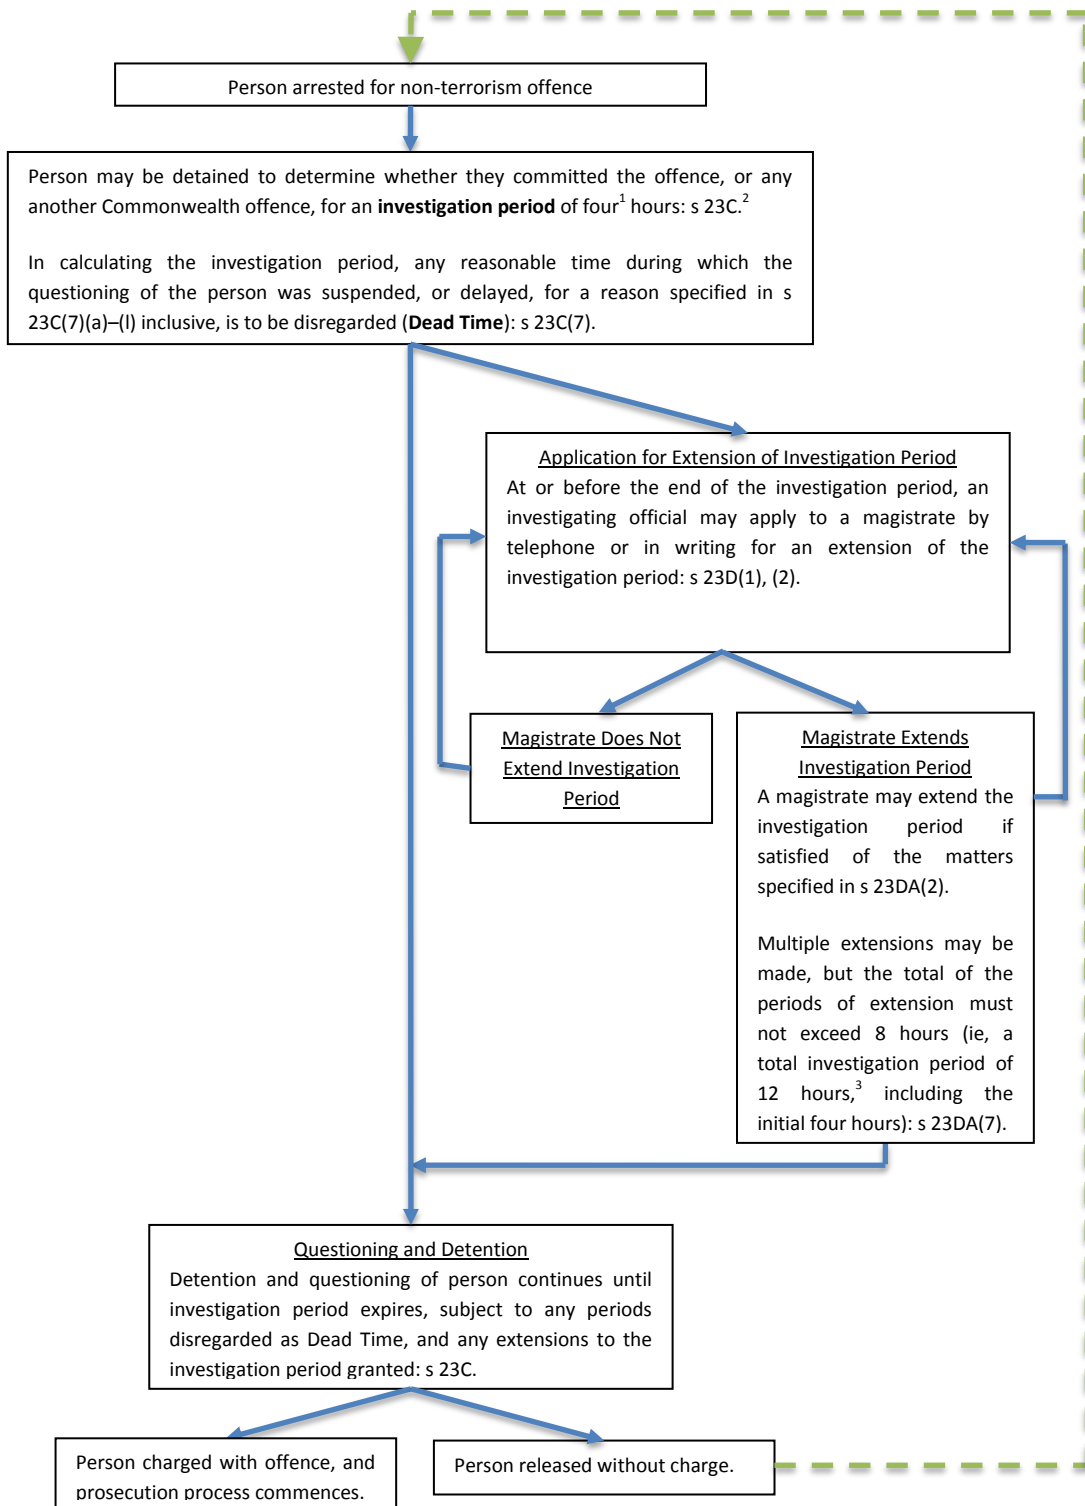 Person arrested for non-terrorism offence
Person may be detained to determine whether they committed the offence, or any
another Commonwealth offence, for an investigation period of four1 hours: s 23C.2
In calculating the investigation period, any reasonable time during which the
questioning of the person was suspended, or delayed, for a reason specified in s
23C(7)(a)–(l) inclusive, is to be disregarded (Dead Time): s 23C(7).
Application for Extension of Investigation Period
At or before the end of the investigation period, an
investigating official may apply to a magistrate by
telephone or in writing for an extension of the
investigation period: s 23D(1), (2).
Magistrate Does Not
Extend Investigation
Period
Magistrate Extends
Investigation Period
A magistrate may extend the
investigation period if
satisfied of the matters
specified in s 23DA(2).
Multiple extensions may be
made, but the total of the
periods of extension must
not exceed 8 hours (ie, a
total investigation period of
12 hours,3 including the
initial four hours): s 23DA(7).
Questioning and Detention
Detention and questioning of person continues until
investigation period expires, subject to any periods
disregarded as Dead Time, and any extensions to the
investigation period granted: s 23C.
Person charged with offence, and
prosecution process commences.
Person released without charge.